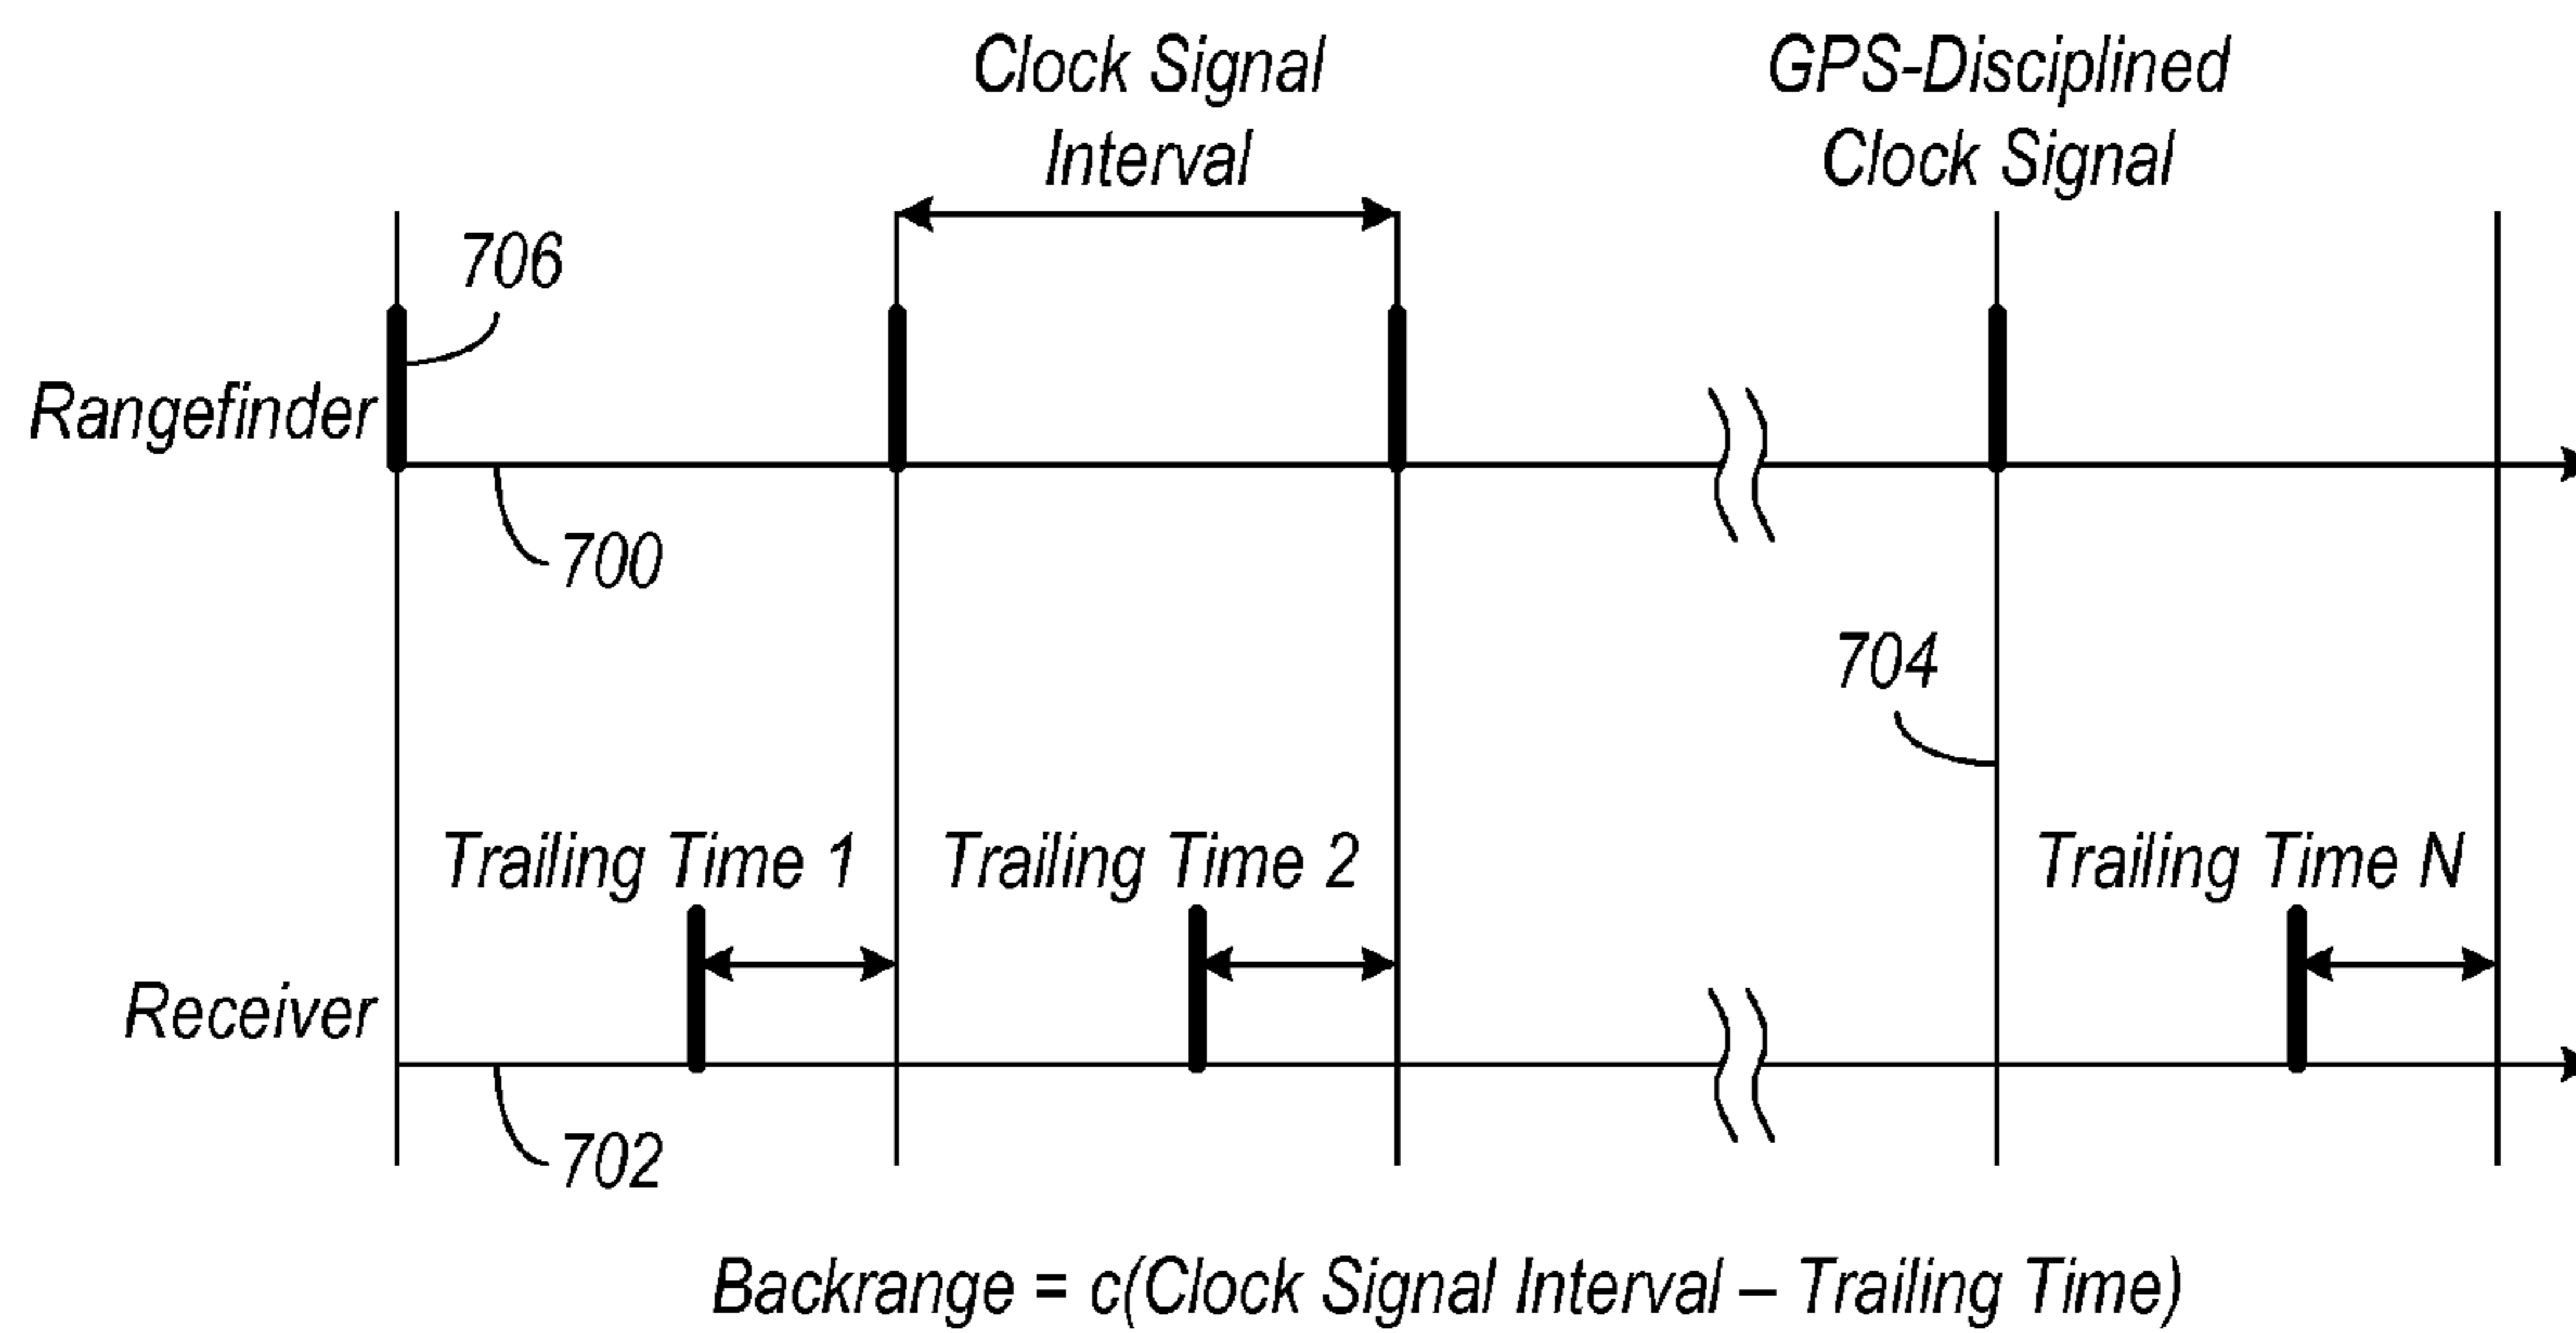 Clock Signal
Interval
GPS-Disciplined
Clock Signal
706
Rangefinder
700
704
Trailing Time 1
Trailing Time 2
Trailing Time N
Receiver
702
Backrange = c(Clock Signal Interval – Trailing Time)